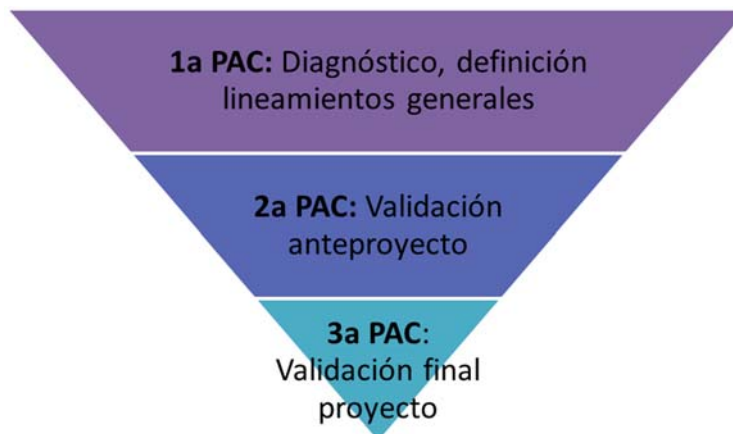 1a PAC: Diagnóstico, definición
lineamientos generales
2a PAC: Validación
anteproyecto
3a PAC:
Validación final
proyecto